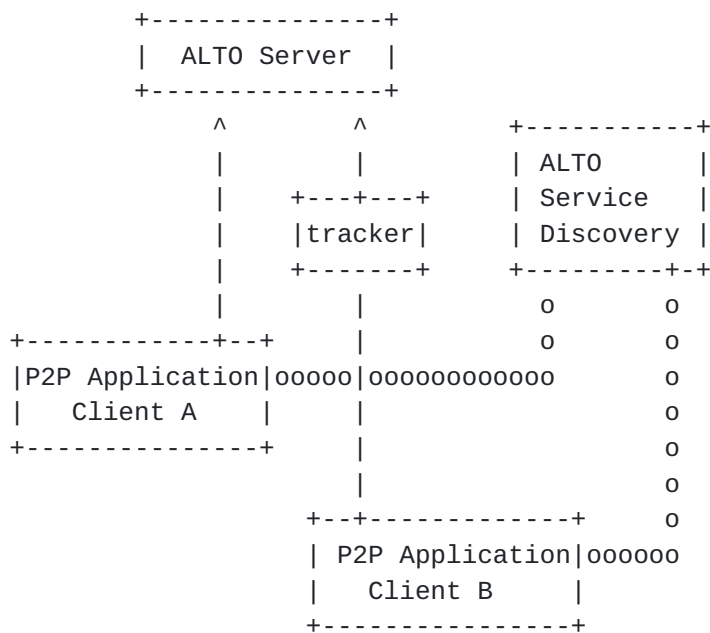 ALTO Server
ALTO
Service
tracker
Discovery
P2P Application
Client A
P2P Application
Client B